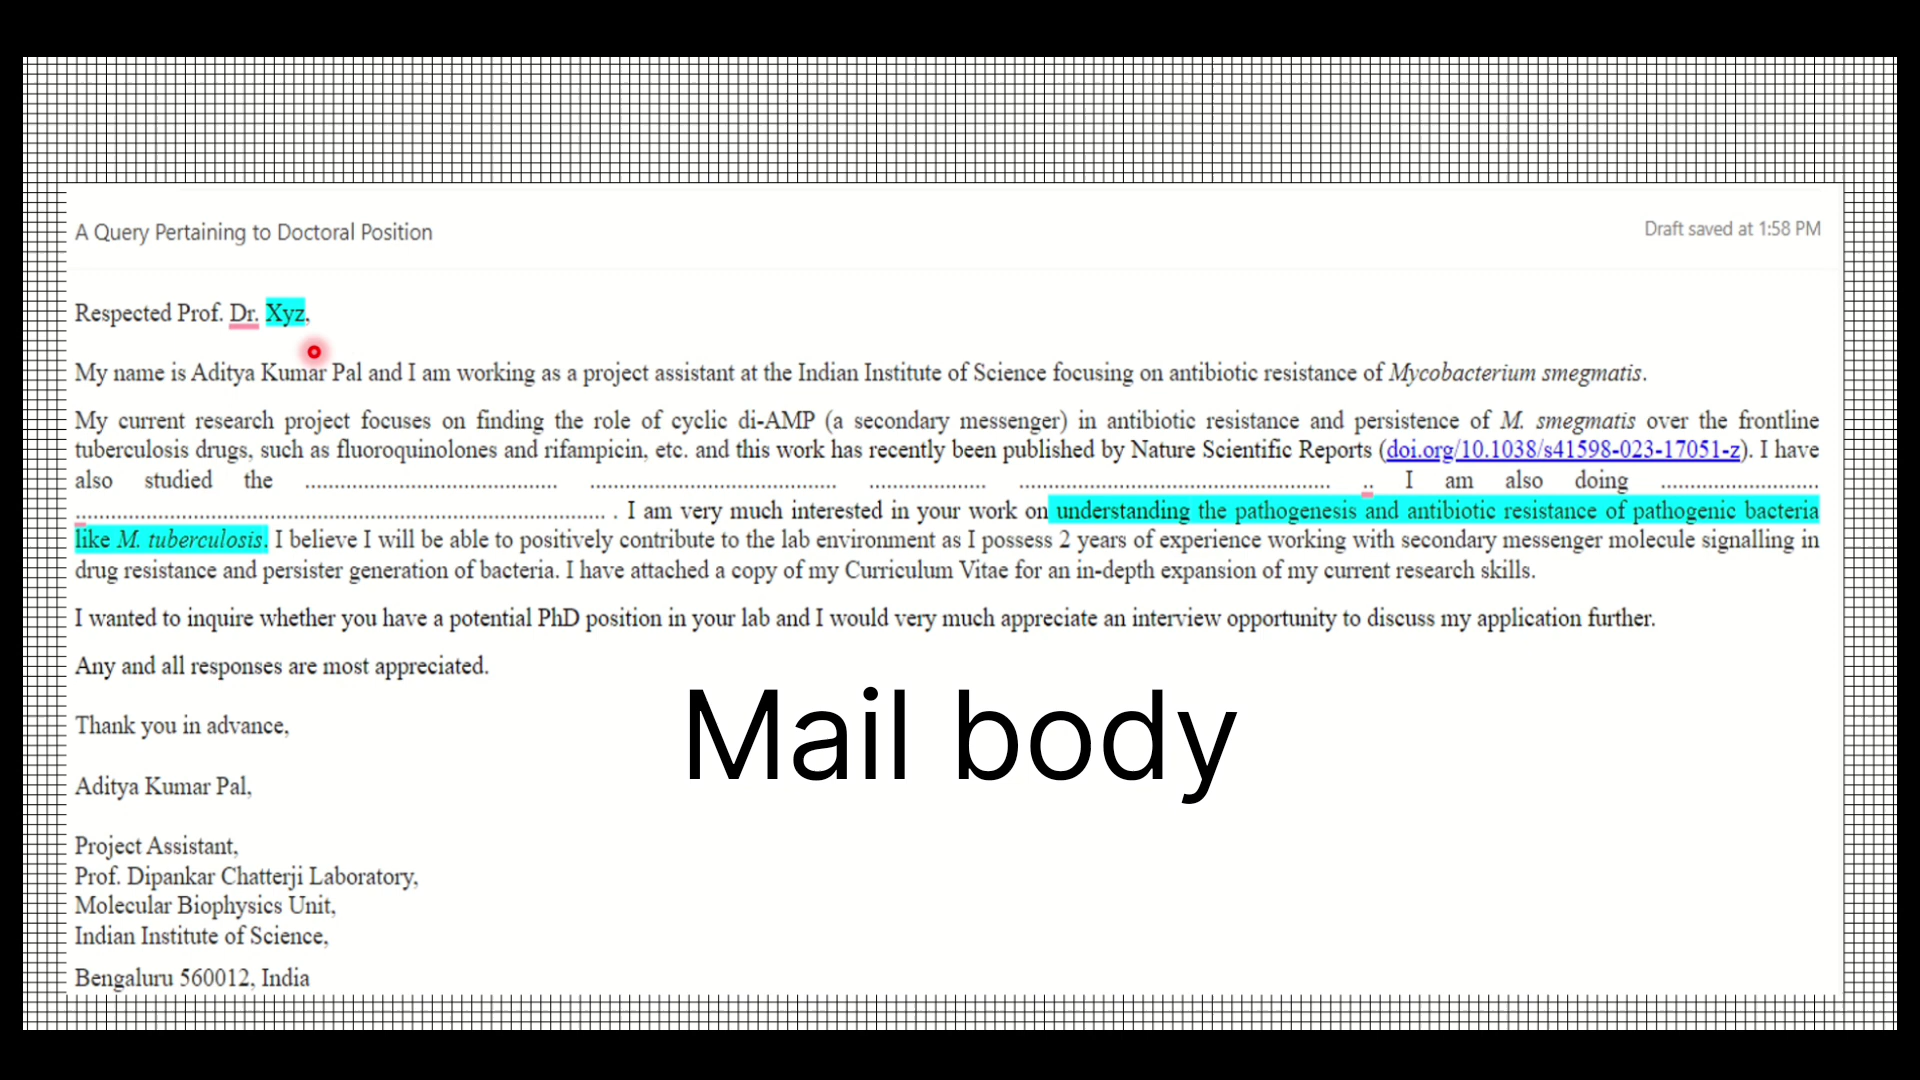 A Query Pertaining to Doctoral Position
Draft saved at 1:58 PM
Respected Prof. Dr. Xyz,
My name is Aditya Kumar Pal and I am working as a project assistant at the Indian Institute of Science focusing on antibiotic resistance of Mycobacterium smegmatis.
My current research project focuses on finding the role of cyclic di-AMP (a secondary messenger) in antibiotic resistance and persistence of M. smegmatis over the frontline
tuberculosis drugs, such as fluoroquinolones and rifampicin, etc. and this work has recently been published by Nature Scientific Reports (doi.org/10.1038/s41598-023-17051-z). I have
also studied the ........................................... .......................................... .................... ..................................................... .. I am also doing ...........................
.......................................................................................... . I am very much interested in your work on understanding the pathogenesis and antibiotic resistance of pathogenic bacteria
like M. tuberculosis. I believe I will be able to positively contribute to the lab environment as I possess 2 years of experience working with secondary messenger molecule signalling in
drug resistance and persister generation of bacteria. I have attached a copy of my Curriculum Vitae for an in-depth expansion of my current research skills.
I wanted to inquire whether you have a potential PhD position in your lab and I would very much appreciate an interview opportunity to discuss my application further.
Any and all responses are most appreciated.
Mail body
Thank you in advance,
Aditya Kumar Pal,
Project Assistant,
Prof. Dipankar Chatterji Laboratory,
Molecular Biophysics Unit,
Indian Institute of Science,
Bengaluru 560012, India